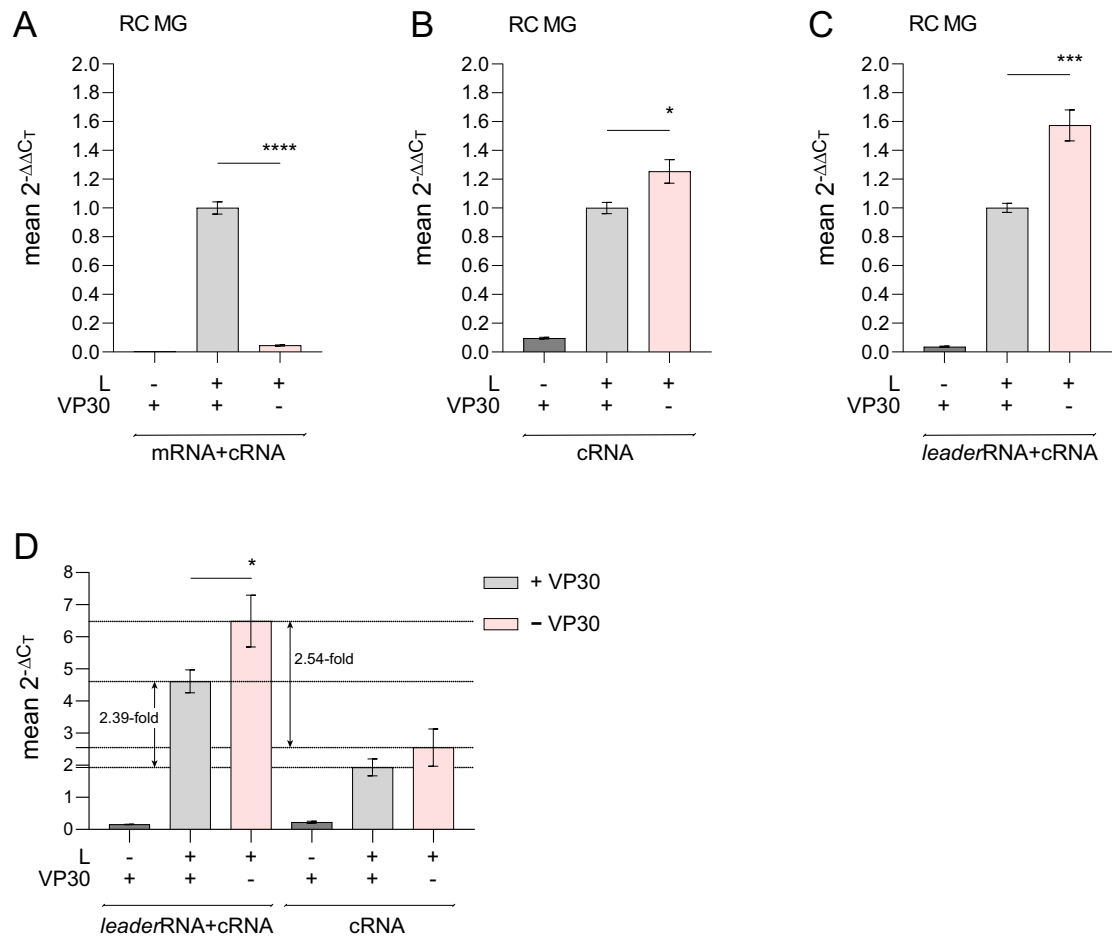 A
RC MG
mean 2-ΔΔCT
2.0
1.8
1.6
1.4
1.2
1.0
0.8
0.6
0.4
0.2
0.0
****
L - + +
VP30 + + -
mRNA+cRNA
B
RC MG
mean 2-ΔΔCT
2.0
1.8
1.6
1.4
1.2
1.0
0.8
0.6
0.4
0.2
0.0
*
L - + +
VP30 + + -
cRNA
C
RC MG
mean 2-ΔΔCT
2.0
1.8
1.6
1.4
1.2
1.0
0.8
0.6
0.4
0.2
0.0
***
L - + +
VP30 + + -
leaderRNA+cRNA
D
mean 2-ΔCT
8
7
6
5
4
3
2
1
0
*
2.39-fold
2.54-fold
+ VP30
− VP30
L - + + - + +
VP30 + + - + + -
leaderRNA+cRNA
cRNA